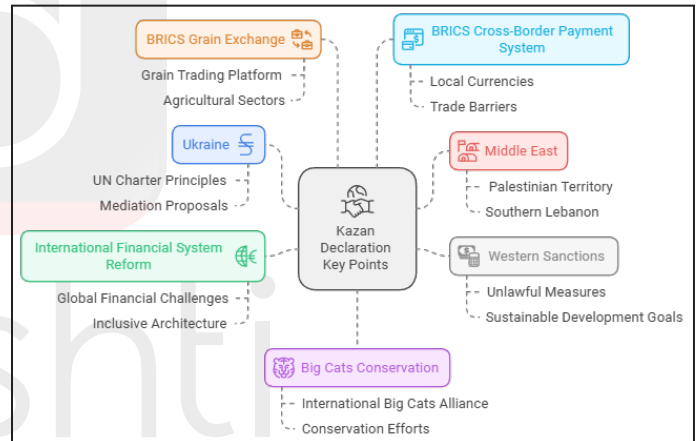 BRICS Grain Exchange
Grain Trading Platform
Agricultural Sectors
BRICS Cross-Border Payment
System
Local Currencies
Trade Barriers
Ukraine
UN Charter Principles
Mediation Proposals
Middle East
Palestinian Territory
Southern Lebanon
Kazan
Declaration
Key Points
International Financial System
Reform
Global Financial Challenges
Inclusive Architecture
Western Sanctions
Unlawful Measures
Sustainable Development Goals
Big Cats Conservation
International Big Cats Alliance
Conservation Efforts